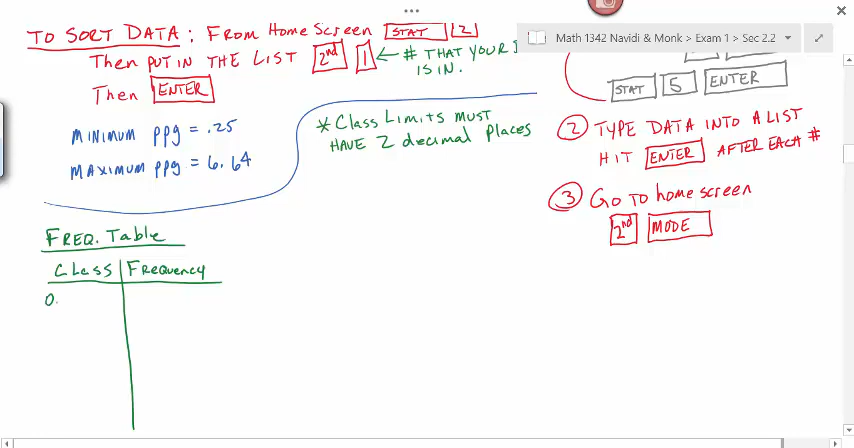 TO SORT DATA: FROM Home SCREEN STAT 2
Then PUT IN THE LIST 2nd 1 ← # THAT YOUR
IS IN.
Then ENTER
MINIMUM ppg = .25
MAXIMUM ppg = 6.64
* CLass LIMITS MUST
HAVE 2 decimal Places
FREQ. Table
CLass Frequency
0.
Math 1342 Navidi & Monk > Exam 1 > Sec 2.2
STAT 5 ENTER
2 TYPE DATA INTO A LIST
HIT ENTER AFTER EACH #
3 Go To home screen
2nd MODE